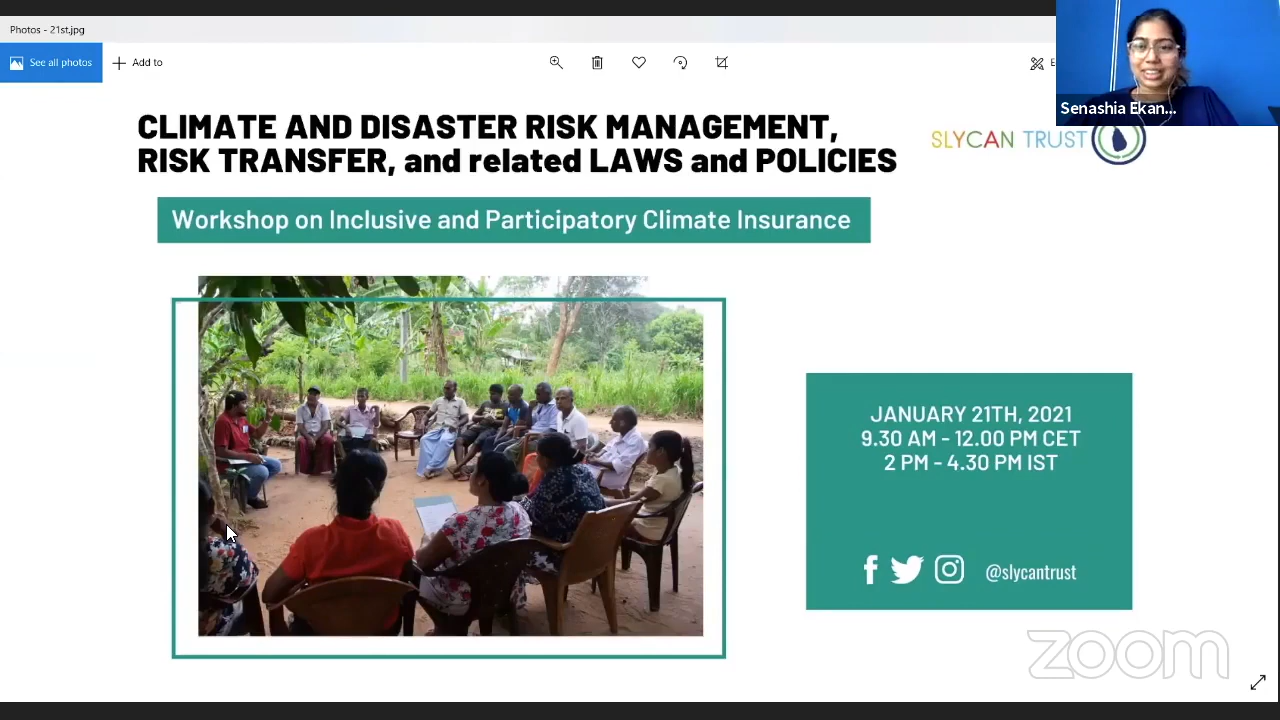 Photos - 21st.jpg
See all photos
Add to
Senashia Ekan...
SLYCAN TRUST
CLIMATE AND DISASTER RISK MANAGEMENT,
RISK TRANSFER, and related LAWS and POLICIES
Workshop on Inclusive and Participatory Climate Insurance
JANUARY 21TH, 2021
9.30 AM - 12.00 PM CET
2 PM - 4.30 PM IST
@slycantrust
zoom